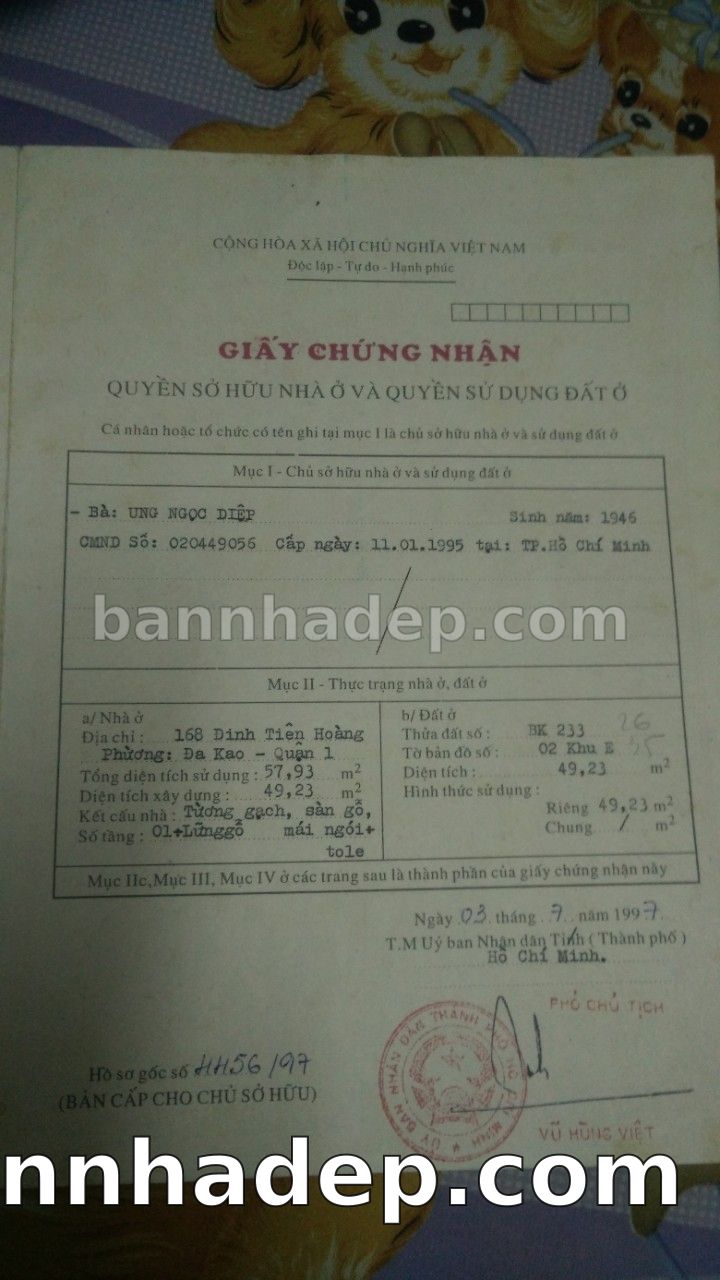 CỘNG HÒA XÃ HỘI CHỦ NGHĨA VIỆT NAM
Độc lập - Tự do - Hạnh phúc
GIẤY CHỨNG NHẬN
QUYỀN SỞ HỮU NHÀ Ở VÀ QUYỀN SỬ DỤNG ĐẤT Ở
Cá nhân hoặc tổ chức có tên ghi tại mục I là chủ sở hữu nhà ở và sử dụng đất ở
Mục I - Chủ sở hữu nhà ở và sử dụng đất ở
- Bà: UNG NGỌC DIỆP Sinh năm: 1946
CMND Số: 020449056 Cấp ngày: 11.01.1995 tại: TP.Hồ Chí Minh
bannhadep.com
Mục II - Thực trạng nhà ở, đất ở
a/ Nhà ở
Địa chỉ : 168 Đinh Tiên Hoàng
Phường: Đa Kao - Quận 1
Tổng diện tích sử dụng : 57,93 m2
Diện tích xây dựng : 49,23 m2
Kết cấu nhà : Tường gạch, sàn gỗ,
Số tầng : 01+Lửnggỗ mái ngói+
tole
b/ Đất ở
Thửa đất số : BK 233 26
Tờ bản đồ số : 02 Khu E 35
Diện tích : 49,23 m2
Hình thức sử dụng :
Riêng 49,23 m2
Chung / m2
Mục IIc,Mục III, Mục IV ở các trang sau là thành phần của giấy chứng nhận này
Ngày 03 tháng 7 năm 1997
T.M Uỷ ban Nhân dân Tỉnh ( Thành phố )
Hồ Chí Minh.
PHÓ CHỦ TỊCH
ỦY BAN NHÂN DÂN THÀNH PHỐ HỒ CHÍ MINH
VŨ HÙNG VIỆT
Hồ sơ gốc số 4456/97
(BẢN CẤP CHO CHỦ SỞ HỮU)
nnhadep.com